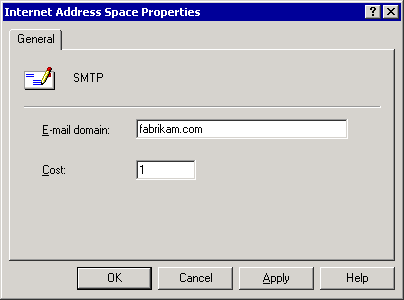 Internet Address Space Properties
General
SMTP
E-mail domain: fabrikam.com
Cost: 1
OK Cancel Apply Help